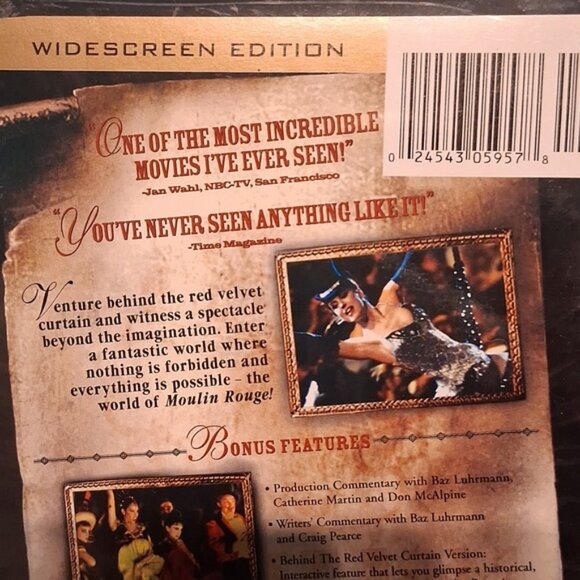 WIDESCREEN EDITION
0 24543 05957 8
"ONE OF THE MOST INCREDIBLE
MOVIES I'VE EVER SEEN!"
-Jan Wahl, NBC-TV, San Francisco
"YOU'VE NEVER SEEN ANYTHING LIKE IT!"
-Time Magazine
Venture behind the red velvet
curtain and witness a spectacle
beyond the imagination. Enter
a fantastic world where
nothing is forbidden and
everything is possible – the
world of Moulin Rouge!
BONUS FEATURES
• Production Commentary with Baz Luhrmann,
Catherine Martin and Don McAlpine
• Writers' Commentary with Baz Luhrmann
and Craig Pearce
• Behind The Red Velvet Curtain Version:
Interactive feature that lets you glimpse a historical,